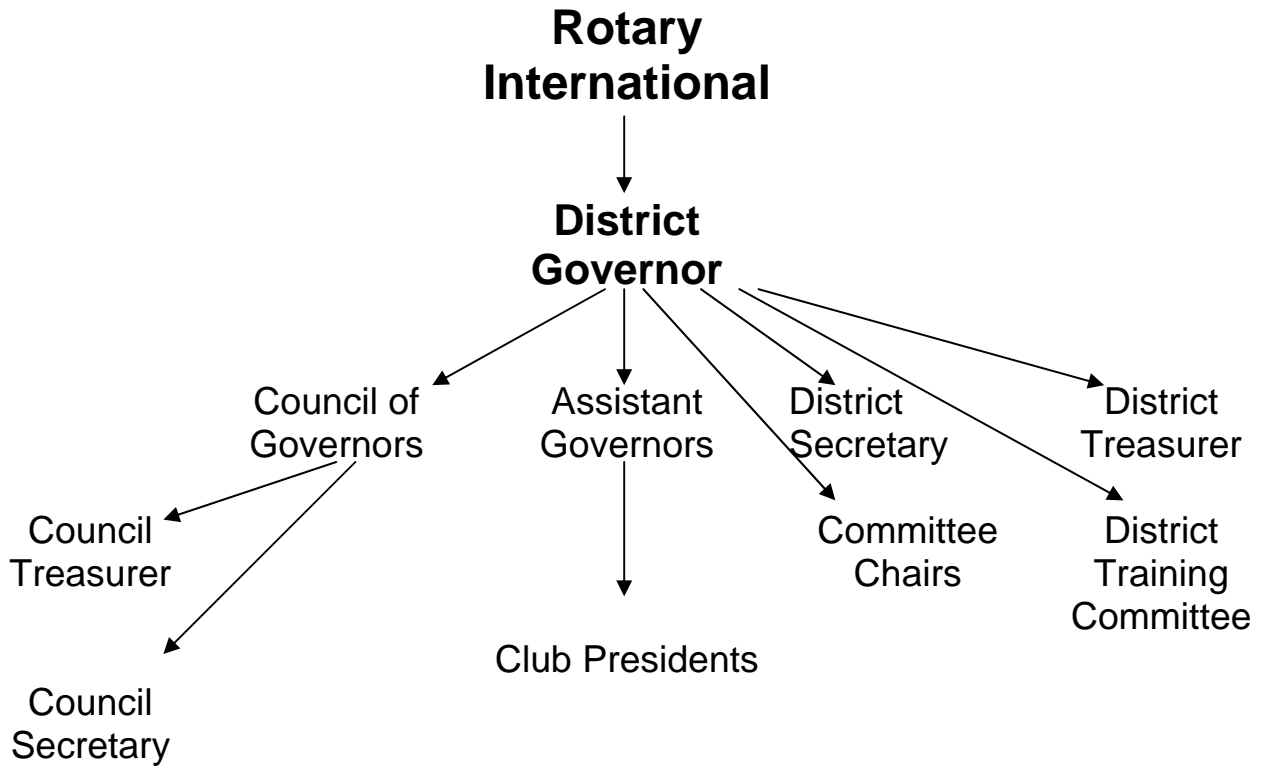 Rotary
International
District
Governor
Council of
Governors
Assistant
Governors
District
Secretary
District
Treasurer
Council
Treasurer
Committee
Chairs
District
Training
Committee
Club Presidents
Council
Secretary